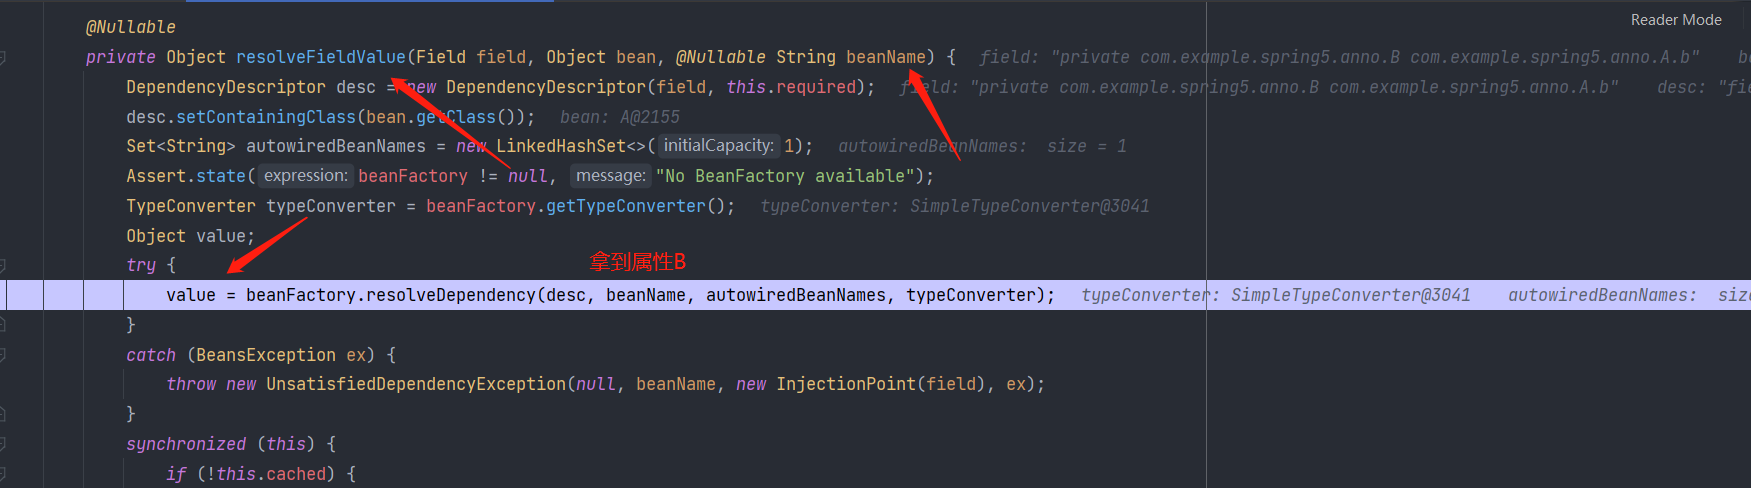 Reader Mode
@Nullable
private Object resolveFieldValue(Field field, Object bean, @Nullable String beanName) {   field: "private com.example.spring5.anno.B com.example.spring5.anno.A.b"
DependencyDescriptor desc = new DependencyDescriptor(field, this.required);   field: "private com.example.spring5.anno.B com.example.spring5.anno.A.b"   desc: "fie
desc.setContainingClass(bean.getClass());   bean: A@2155
Set<String> autowiredBeanNames = new LinkedHashSet<>( initialCapacity: 1);   autowiredBeanNames:  size = 1
Assert.state( expression: beanFactory != null,  message: "No BeanFactory available");
TypeConverter typeConverter = beanFactory.getTypeConverter();   typeConverter: SimpleTypeConverter@3041
Object value;
拿到属性B
try {
value = beanFactory.resolveDependency(desc, beanName, autowiredBeanNames, typeConverter);   typeConverter: SimpleTypeConverter@3041   autowiredBeanNames:  size
}
catch (BeansException ex) {
throw new UnsatisfiedDependencyException(null, beanName, new InjectionPoint(field), ex);
}
synchronized (this) {
if (!this.cached) {